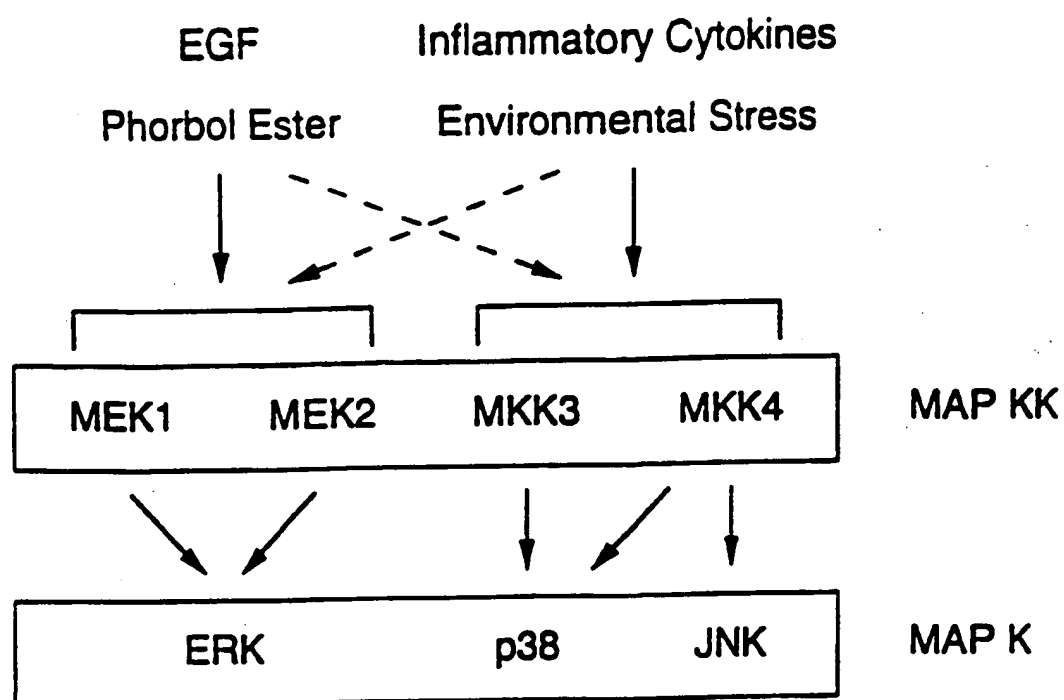 EGF
Inflammatory Cytokines
Phorbol Ester
Environmental Stress
MEK1 MEK2 MKK3 MKK4 MAP KK
ERK p38 JNK MAP K